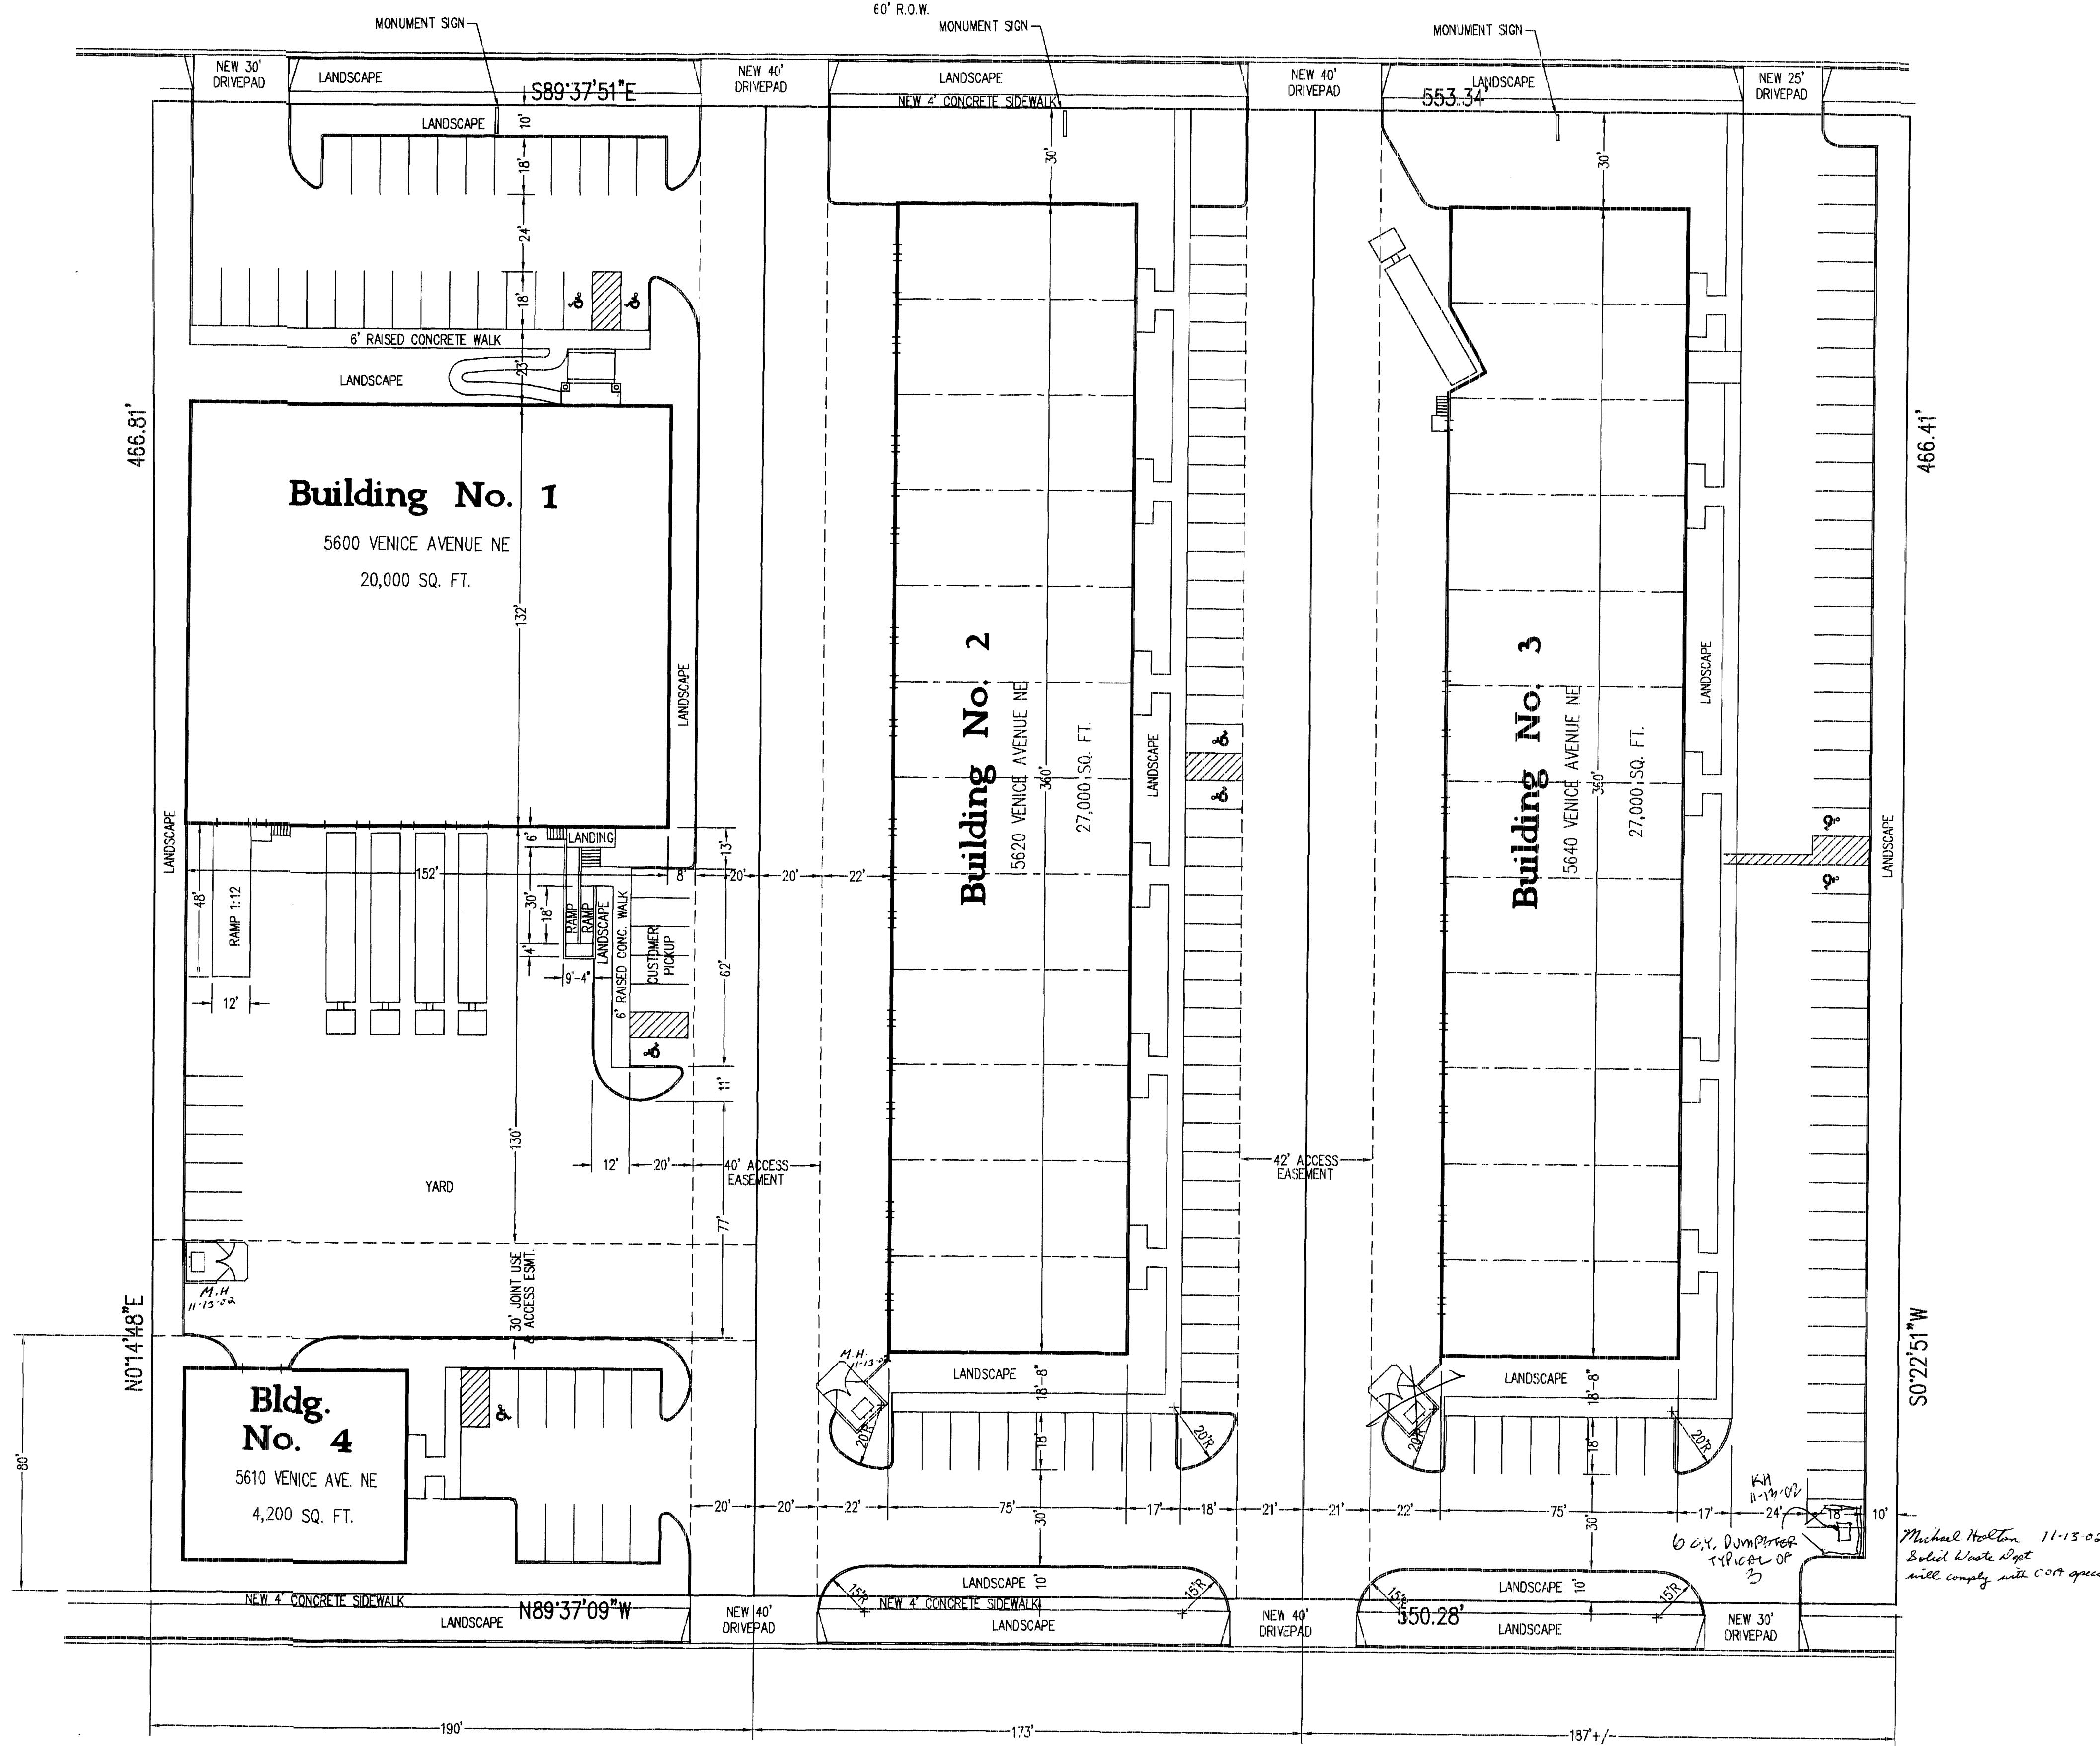 60' R.O.W.
MONUMENT SIGN
MONUMENT SIGN
MONUMENT SIGN
NEW 30'
DRIVEPAD
LANDSCAPE
S89°37'51"E
NEW 40'
DRIVEPAD
LANDSCAPE
NEW 4' CONCRETE SIDEWALK
NEW 40'
DRIVEPAD
LANDSCAPE
553.34'
NEW 25'
DRIVEPAD
LANDSCAPE
10'
18'
24'
18'
30'
30'
6' RAISED CONCRETE WALK
23'
LANDSCAPE
466.81'
466.41'
Building No. 1
5600 VENICE AVENUE NE
20,000 SQ. FT.
132'
LANDSCAPE
LANDSCAPE
Building No. 2
5620 VENICE AVENUE NE
27,000 SQ. FT.
360'
LANDSCAPE
Building No. 3
5640 VENICE AVENUE NE
27,000 SQ. FT.
360'
LANDSCAPE
LANDSCAPE
6'
LANDING
13'
152'
8'
20'
20'
22'
48'
RAMP 1:12
12'
30'
18'
4'
RAMP
RAMP
9'-4"
LANDSCAPE
6' RAISED CONC. WALK
CUSTOMER
PICKUP
62'
11'
130'
12'
20'
40' ACCESS
EASEMENT
42' ACCESS
EASEMENT
YARD
77'
30' JOINT USE
& ACCESS ESMT.
M.H
11-13-02
N0°14'48"E
S0°22'51"W
80'
Bldg.
No. 4
5610 VENICE AVE. NE
4,200 SQ. FT.
M.H.
11-13-02
LANDSCAPE
18'-8"
LANDSCAPE
18'-8"
20'R
18'
20'R
20'R
18'
20'R
20'
20'
22'
75'
17'
18'
21'
21'
22'
75'
17'
24'
18'
10'
30'
30'
KH
11-13-02
6 C.Y. DUMPSTER
TYPICAL OF
3
Michael Holton 11-13-02
Solid Waste Dept
will comply with COA specs
LANDSCAPE 10'
LANDSCAPE 10'
15'R
15'R
15'R
15'R
NEW 4' CONCRETE SIDEWALK
LANDSCAPE
N89°37'09"W
NEW 40'
DRIVEPAD
NEW 4' CONCRETE SIDEWALK
LANDSCAPE
NEW 40'
DRIVEPAD
550.28'
LANDSCAPE
NEW 30'
DRIVEPAD
190'
173'
187'+/-